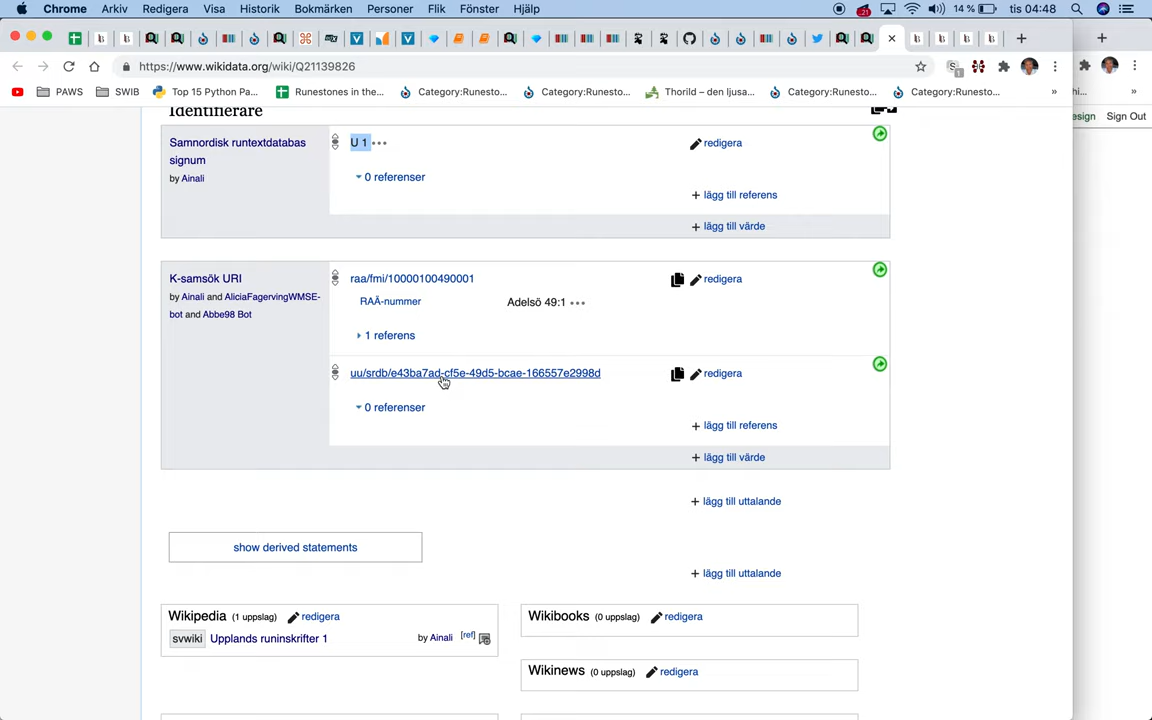 Chrome Arkiv Redigera Visa Historik Bokmärken Personer Flik Fönster Hjälp 14 % tis 04:48
https://www.wikidata.org/wiki/Q21139826
PAWS SWIB Top 15 Python Pa... Runestones in the... Category:Runesto... Category:Runesto... Thorild – den ljusa... Category:Runesto... Category:Runesto... » hi... »
esign Sign Out
Identifierare
Samnordisk runtextdatabas
signum
by Ainali
U 1
redigera
0 referenser
+ lägg till referens
+ lägg till värde
K-samsök URI
by Ainali and AliciaFagervingWMSE-
bot and Abbe98 Bot
raa/fmi/10000100490001
redigera
RAÄ-nummer Adelsö 49:1
1 referens
uu/srdb/e43ba7ad-cf5e-49d5-bcae-166557e2998d
redigera
0 referenser
+ lägg till referens
+ lägg till värde
+ lägg till uttalande
show derived statements
+ lägg till uttalande
Wikipedia (1 uppslag) redigera
svwiki Upplands runinskrifter 1 by Ainali [ref]
Wikibooks (0 uppslag) redigera
Wikinews (0 uppslag) redigera